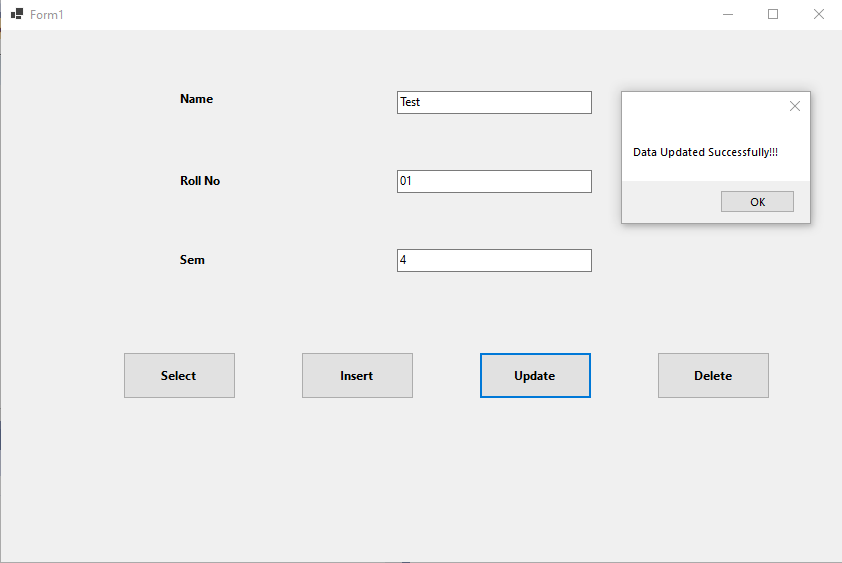 Form1
Name
Test
Data Updated Successfully!!!
Roll No
01
OK
Sem
4
Select
Insert
Update
Delete